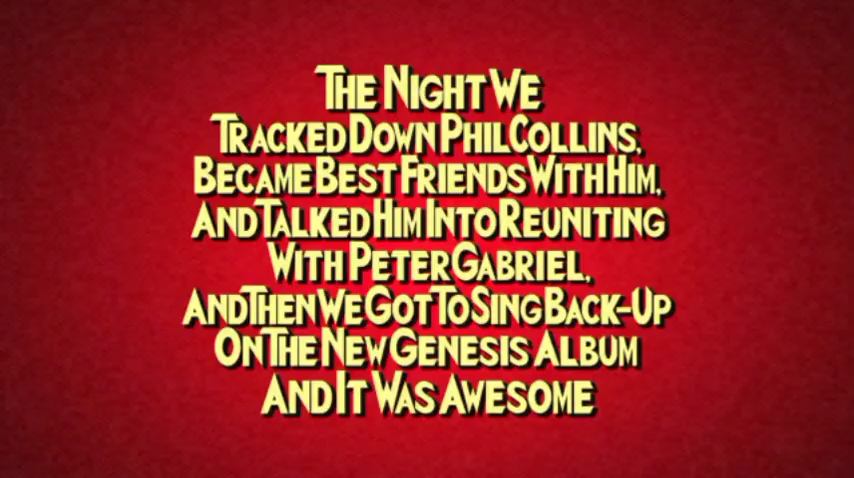 The Night We
Tracked Down Phil Collins,
Became Best Friends With Him,
And Talked Him Into Reuniting
With Peter Gabriel,
And Then We Got To Sing Back-Up
On The New Genesis Album
And It Was Awesome